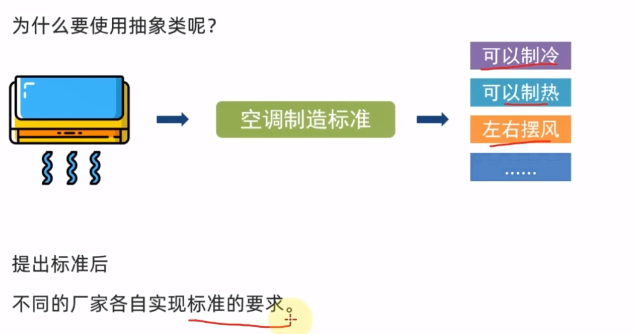 为什么要使用抽象类呢？
空调制造标准
可以制冷
可以制热
左右摆风
......
提出标准后
不同的厂家各自实现标准的要求。